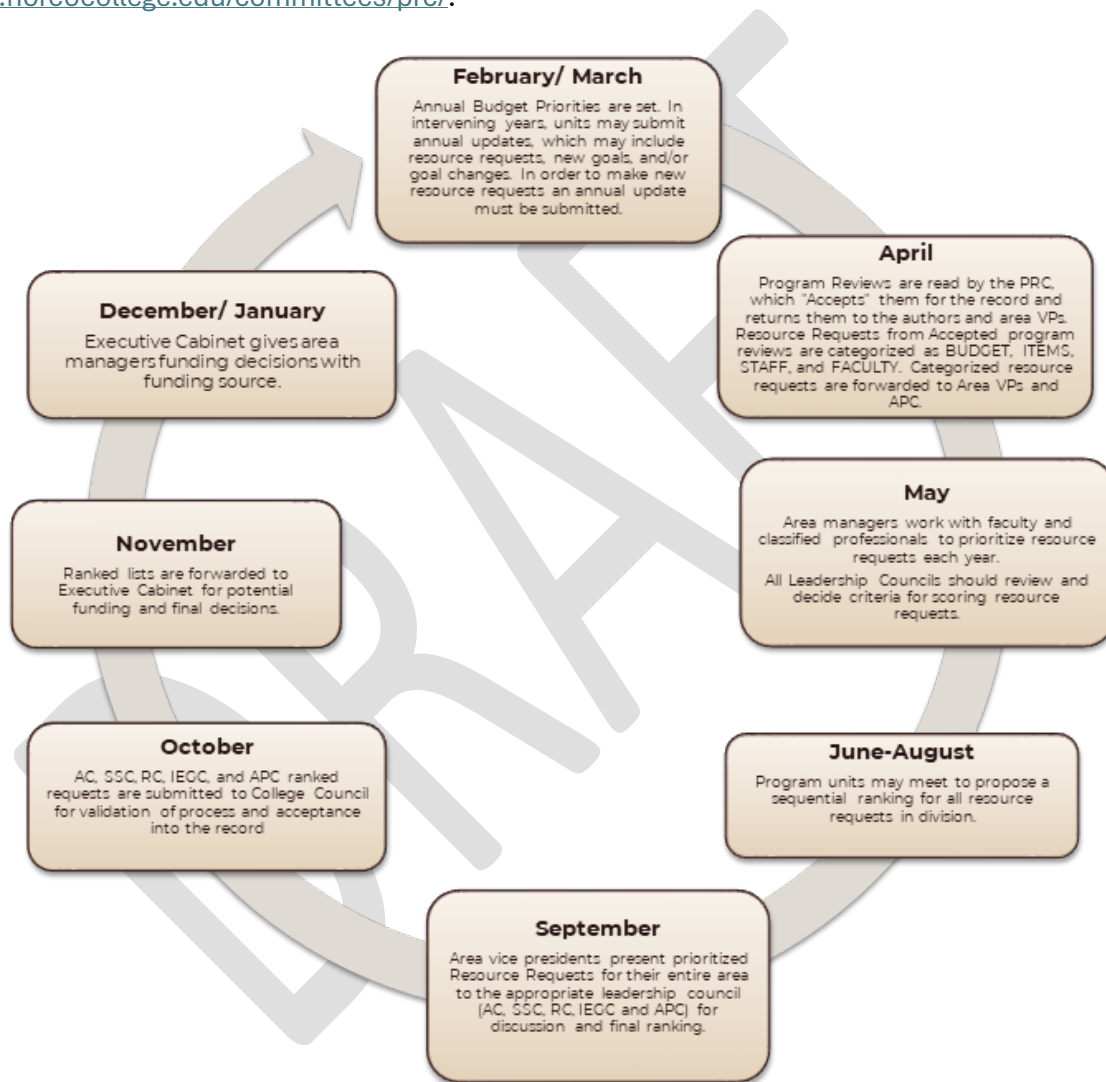 .norcocollege.edu/committees/prc/.
February/ March
Annual Budget Priorities are set. In
intervening years, units may submit
annual updates, which may include
resource requests, new goals, and/or
goal changes. In order to make new
resource requests an annual update
must be submitted.
April
Program Reviews are read by the PRC,
which "Accepts" them for the record and
returns them to the authors and area VPs.
Resource Requests from Accepted program
reviews are categorized as BUDGET, ITEMS,
STAFF, and FACULTY. Categorized resource
requests are forwarded to Area VPs and
APC.
May
Area managers work with faculty and
classified professionals to prioritize resource
requests each year.
All Leadership Councils should review and
decide criteria for scoring resource
requests.
June-August
Program units may meet to propose a
sequential ranking for all resource
requests in division.
September
Area vice presidents present prioritized
Resource Requests for their entire area
to the appropriate leadership council
(AC, SSC, RC, IEGC and APC) for
discussion and final ranking.
October
AC, SSC, RC, IEGC, and APC ranked
requests are submitted to College Council
for validation of process and acceptance
into the record
November
Ranked lists are forwarded to
Executive Cabinet for potential
funding and final decisions.
December/ January
Executive Cabinet gives area
managers funding decisions with
funding source.
DRAFT